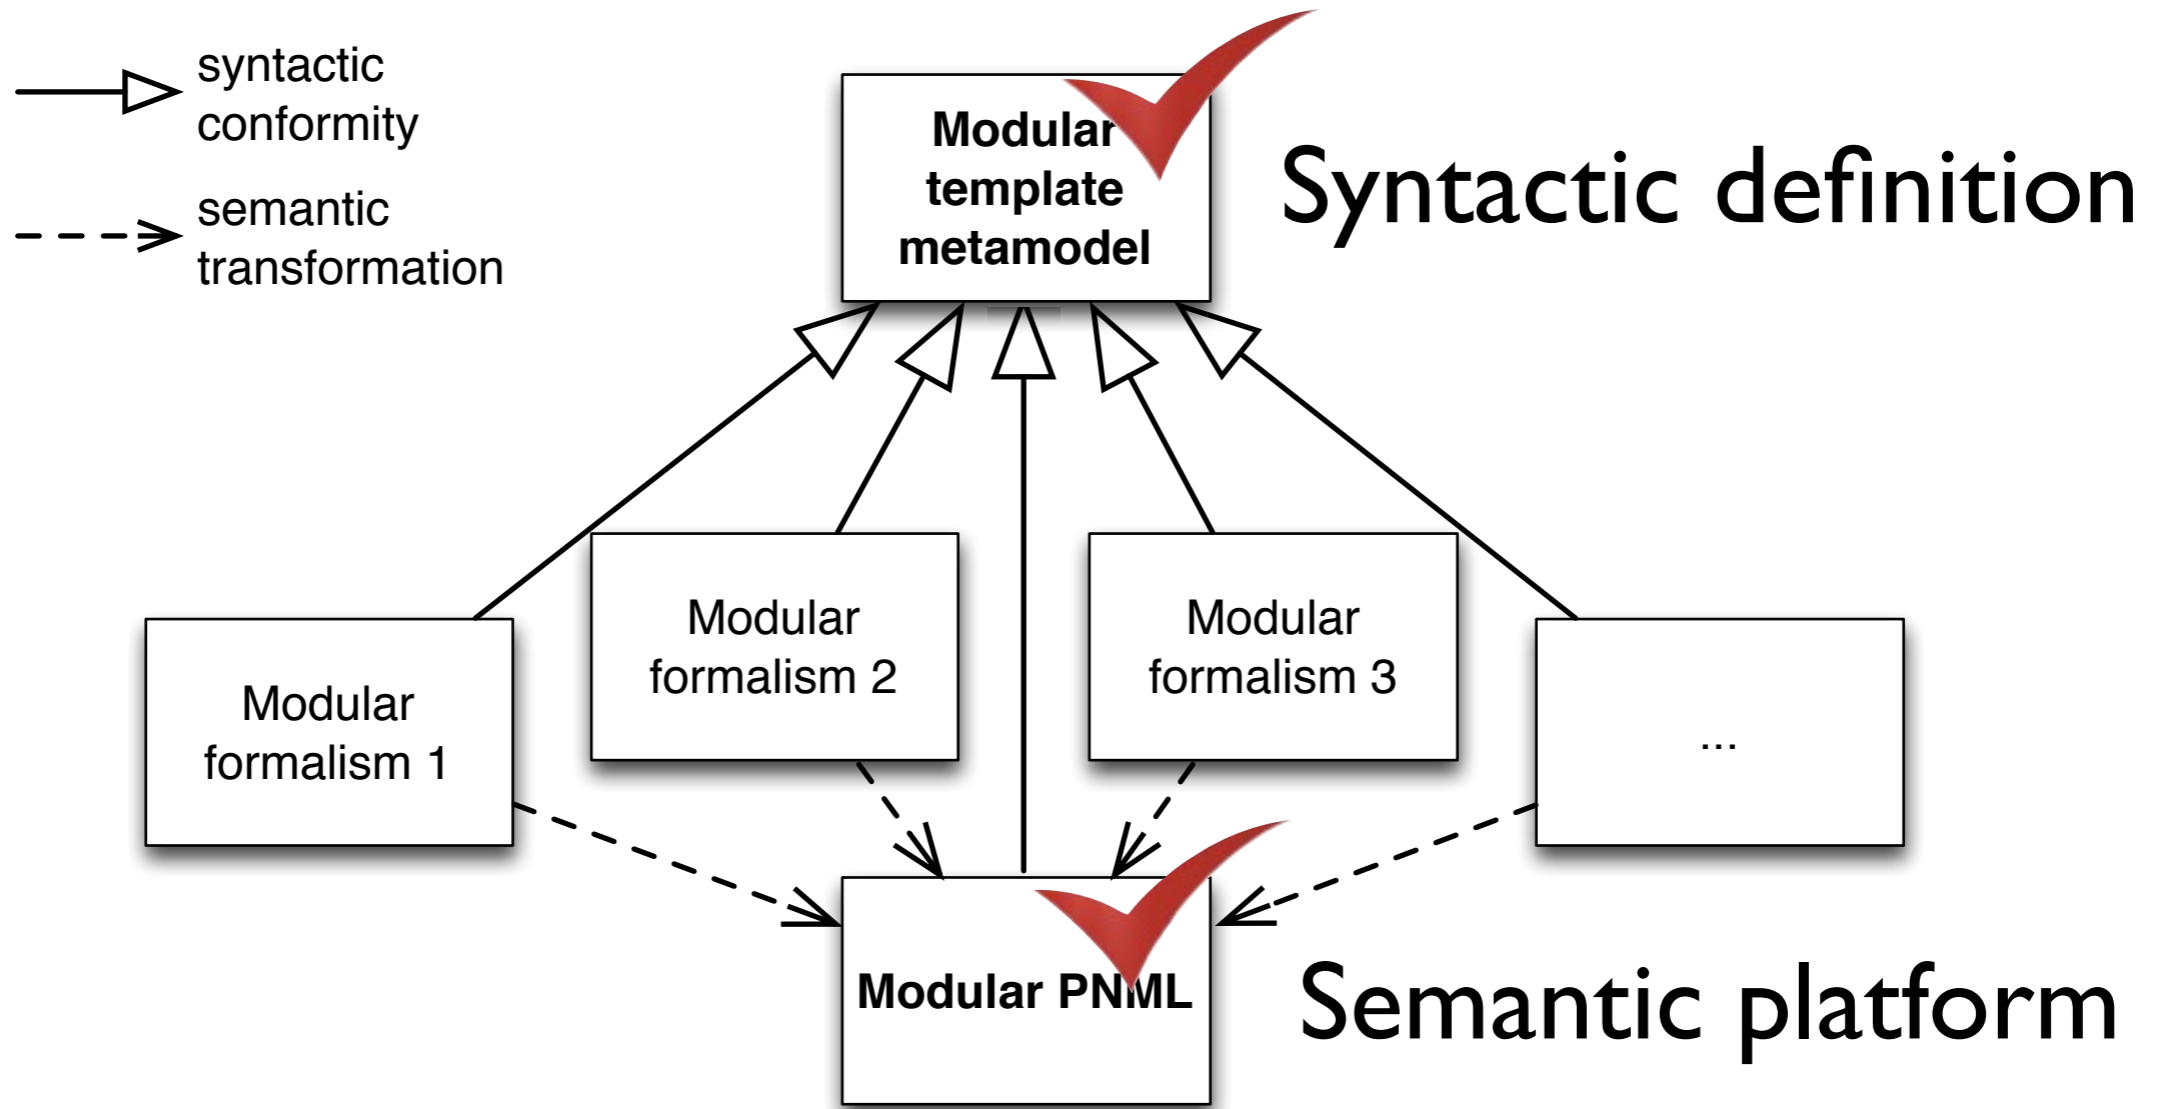 syntactic
conformity
semantic
transformation
Modular
template
metamodel
Syntactic definition
Modular
formalism 1
Modular
formalism 2
Modular
formalism 3
...
Modular PNML
Semantic platform